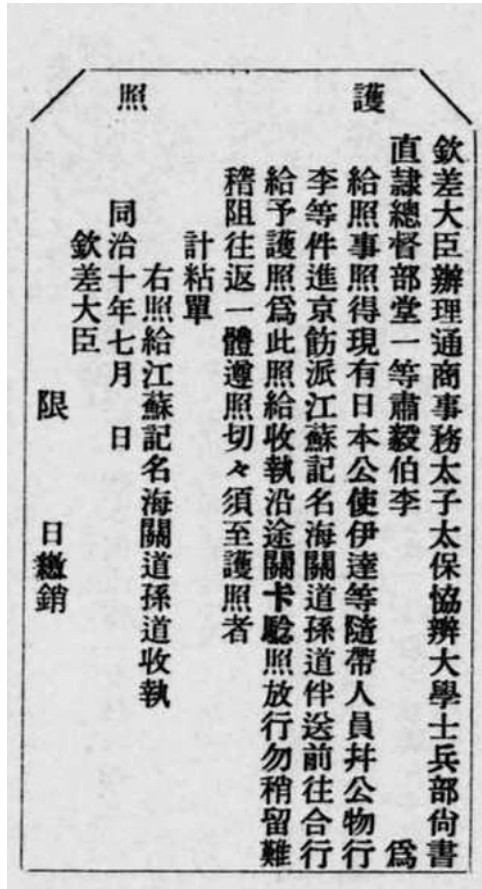 護照
欽差大臣辦理通商事務太子太保協辦大學士兵部尙書
直隷總督部堂一等肅毅伯李 爲
給照事照得現有日本公使伊達等隨帶人員幷公物行
李等件進京飭派江蘇記名海關道孫道伴送前往合行
給予護照爲此照給收執沿途關卡騐照放行勿稍留難
稽阻往返一體遵照切々須至護照者
計粘單
右照給江蘇記名海關道孫道收執
同治十年七月 日
欽差大臣
限 日繳銷